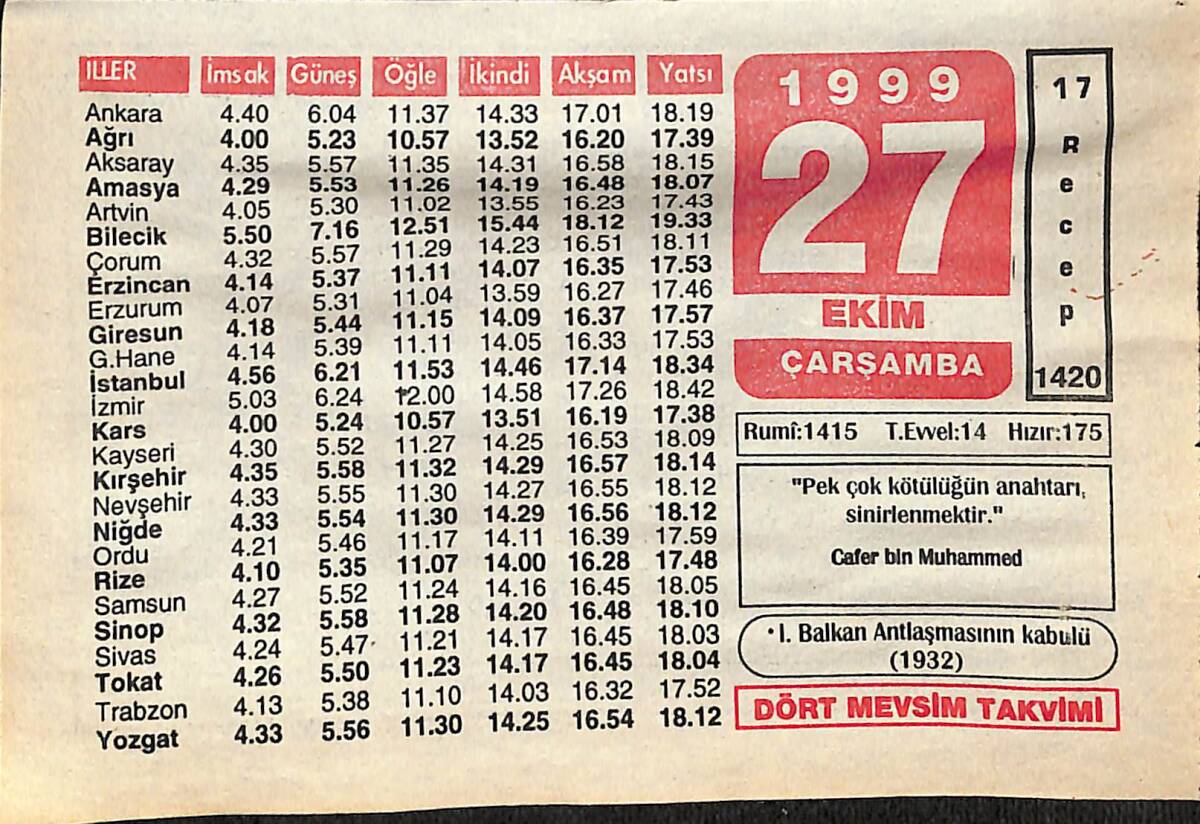 İLLER İmsak Güneş Öğle İkindi Akşam Yatsı
Ankara 4.40 6.04 11.37 14.33 17.01 18.19
Ağrı 4.00 5.23 10.57 13.52 16.20 17.39
Aksaray 4.35 5.57 11.35 14.31 16.58 18.15
Amasya 4.29 5.53 11.26 14.19 16.48 18.07
Artvin 4.05 5.30 11.02 13.55 16.23 17.43
Bilecik 5.50 7.16 12.51 15.44 18.12 19.33
Çorum 4.32 5.57 11.29 14.23 16.51 18.11
Erzincan 4.14 5.37 11.11 14.07 16.35 17.53
Erzurum 4.07 5.31 11.04 13.59 16.27 17.46
Giresun 4.18 5.44 11.15 14.09 16.37 17.57
G.Hane 4.14 5.39 11.11 14.05 16.33 17.53
İstanbul 4.56 6.21 11.53 14.46 17.14 18.34
İzmir 5.03 6.24 12.00 14.58 17.26 18.42
Kars 4.00 5.24 10.57 13.51 16.19 17.38
Kayseri 4.30 5.52 11.27 14.25 16.53 18.09
Kırşehir 4.35 5.58 11.32 14.29 16.57 18.14
Nevşehir 4.33 5.55 11.30 14.27 16.55 18.12
Niğde 4.33 5.54 11.30 14.29 16.56 18.12
Ordu 4.21 5.46 11.17 14.11 16.39 17.59
Rize 4.10 5.35 11.07 14.00 16.28 17.48
Samsun 4.27 5.52 11.24 14.16 16.45 18.05
Sinop 4.32 5.58 11.28 14.20 16.48 18.10
Sivas 4.24 5.47 11.21 14.17 16.45 18.03
Tokat 4.26 5.50 11.23 14.17 16.45 18.04
Trabzon 4.13 5.38 11.10 14.03 16.32 17.52
Yozgat 4.33 5.56 11.30 14.25 16.54 18.12
1999
27
EKİM
ÇARŞAMBA
17
Recep
1420
Rumî:1415 T.Evvel:14 Hızır:175
"Pek çok kötülüğün anahtarı,
sinirlenmektir."
Cafer bin Muhammed
• I. Balkan Antlaşmasının kabulü
(1932)
DÖRT MEVSİM TAKVİMİ